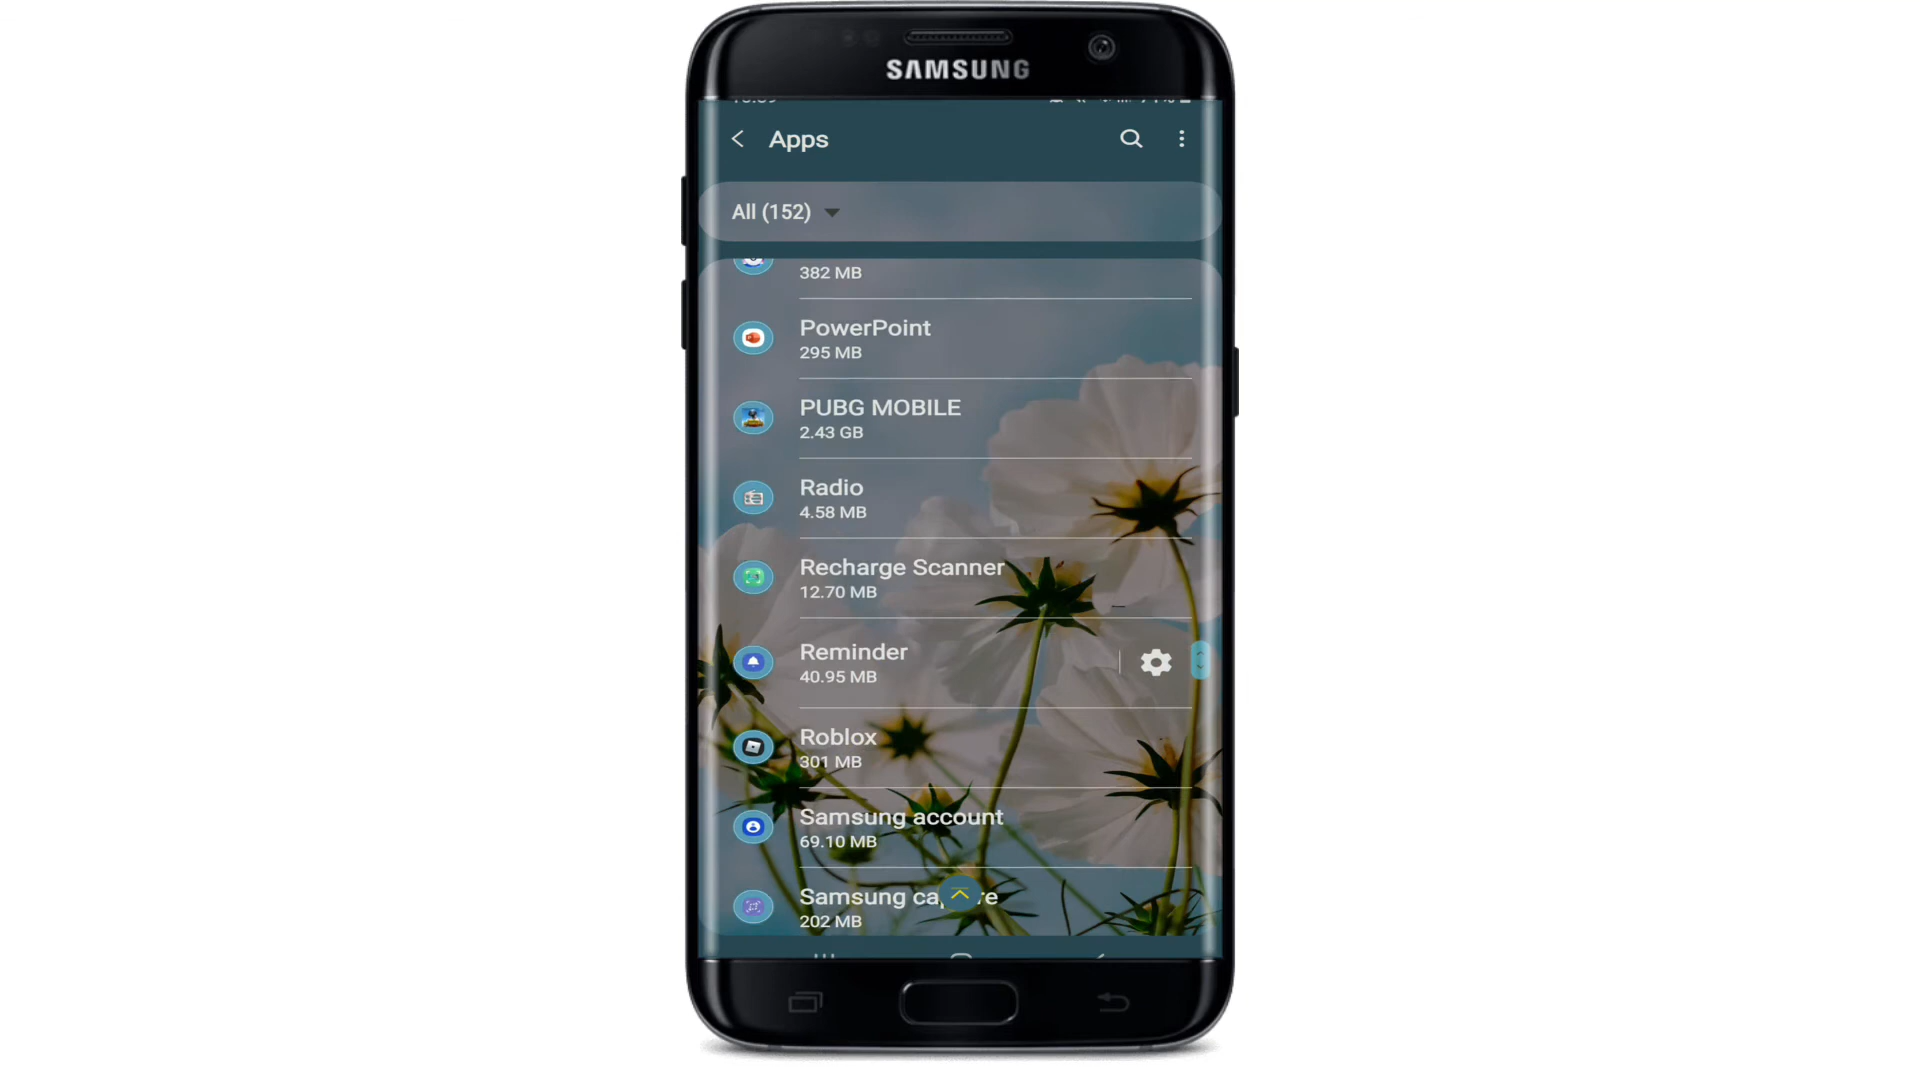 SAMSUNG
Apps
All (152)
382 MB
PowerPoint
295 MB
PUBG MOBILE
2.43 GB
Radio
4.58 MB
Recharge Scanner
12.70 MB
Reminder
40.95 MB
Roblox
301 MB
Samsung account
69.10 MB
Samsung
202 MB